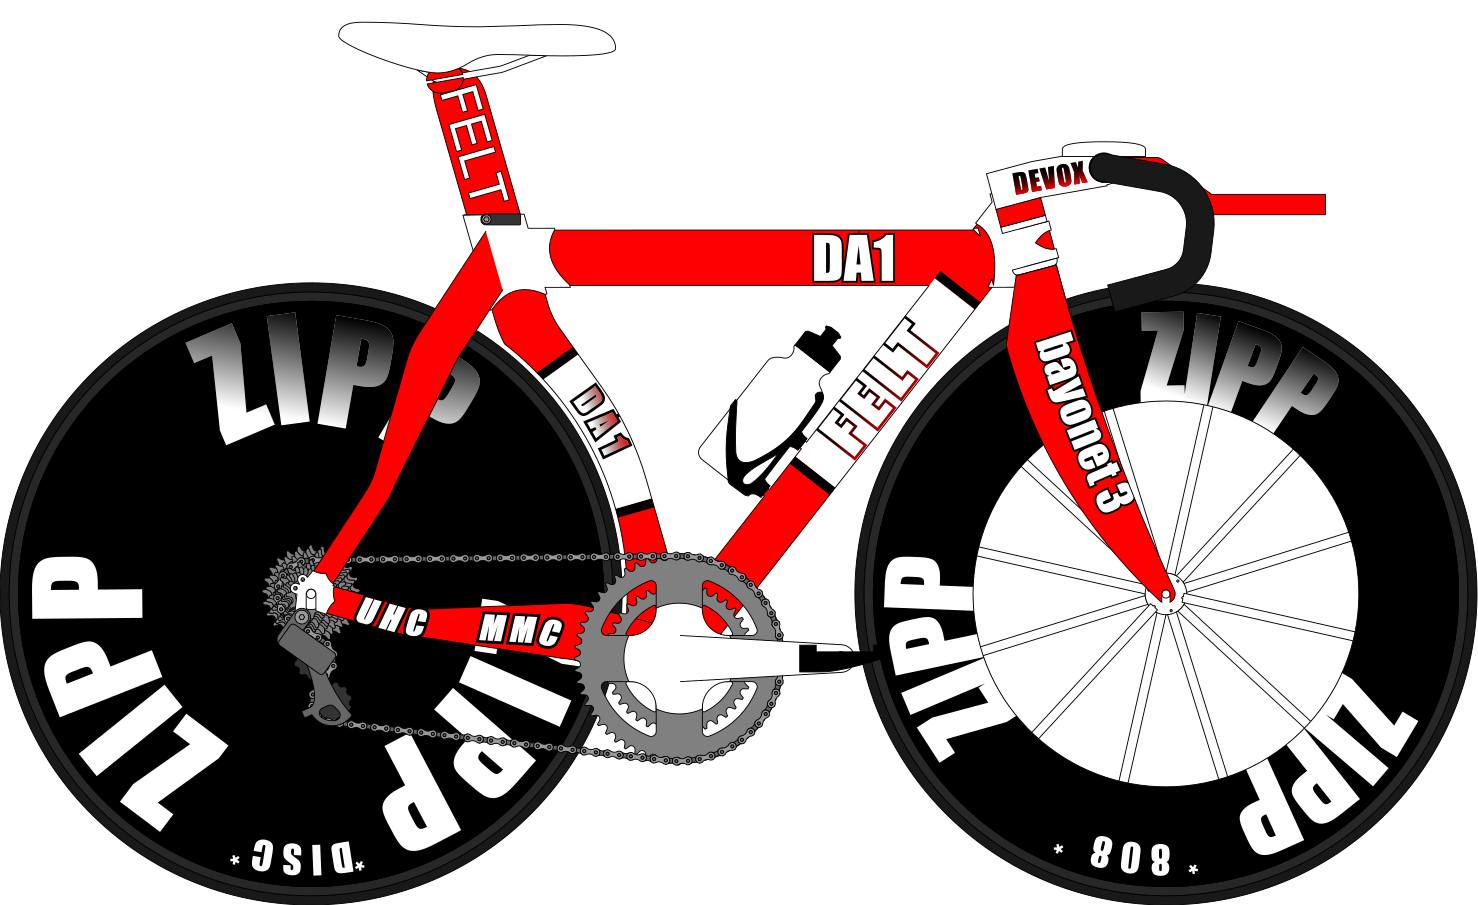 FELT
DEVOX
DA1
FELT
bayonet 3
DA1
UHC
MMC
ZIPP
ZIPP
ZIPP
*DISC*
ZIPP
ZIPP
ZIPP
* 808 *